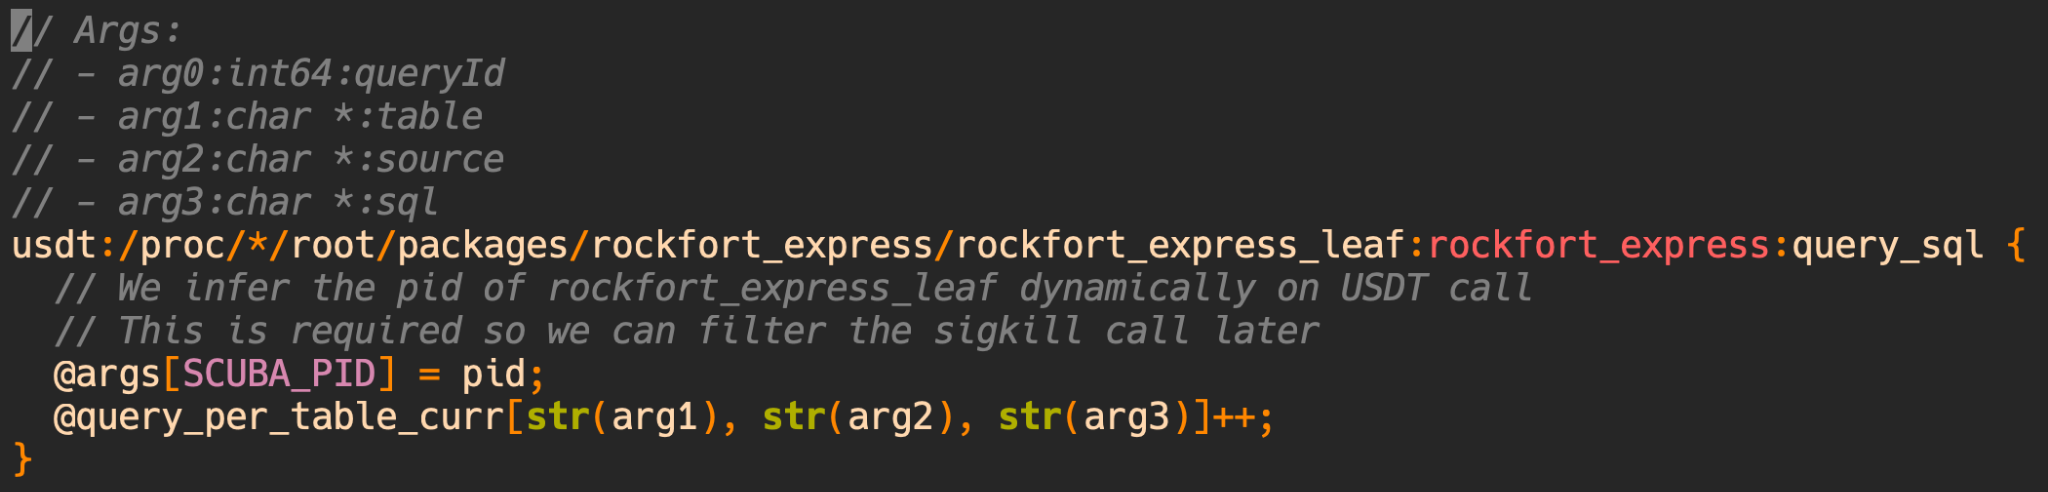 // Args:
// - arg0:int64:queryId
// - arg1:char *:table
// - arg2:char *:source
// - arg3:char *:sql
usdt:/proc/*/root/packages/rockfort_express/rockfort_express_leaf:rockfort_express:query_sql {
  // We infer the pid of rockfort_express_leaf dynamically on USDT call
  // This is required so we can filter the sigkill call later
  @args[SCUBA_PID] = pid;
  @query_per_table_curr[str(arg1), str(arg2), str(arg3)]++;
}